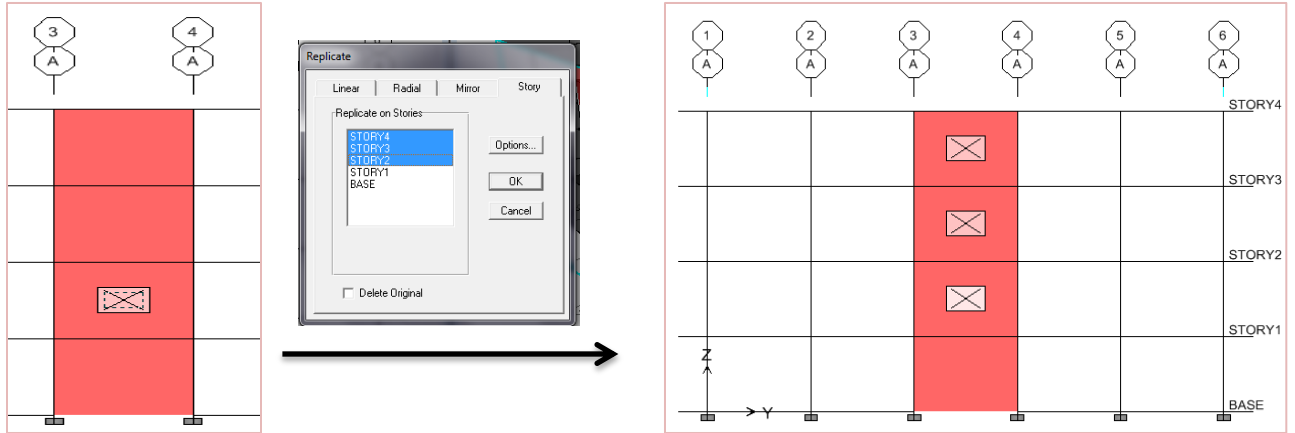 3 4
A A
Replicate
Linear Radial Mirror Story
Replicate on Stories
STORY4
STORY3
STORY2
STORY1
BASE
Options...
OK
Cancel
Delete Original
1 2 3 4 5 6
A A A A A A
STORY4
STORY3
STORY2
STORY1
Z
Y
BASE